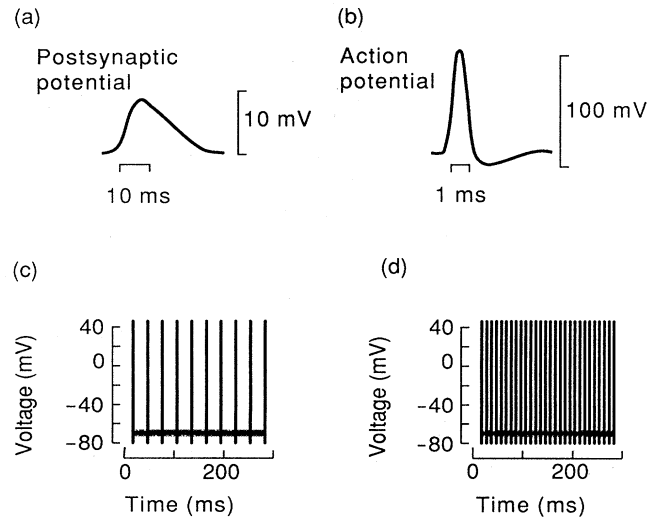 (a)
Postsynaptic
potential
10 mV
10 ms
(b)
Action
potential
100 mV
1 ms
(c)
Voltage (mV)
40
0
−40
−80
0 200
Time (ms)
(d)
Voltage (mV)
40
0
−40
−80
0 200
Time (ms)